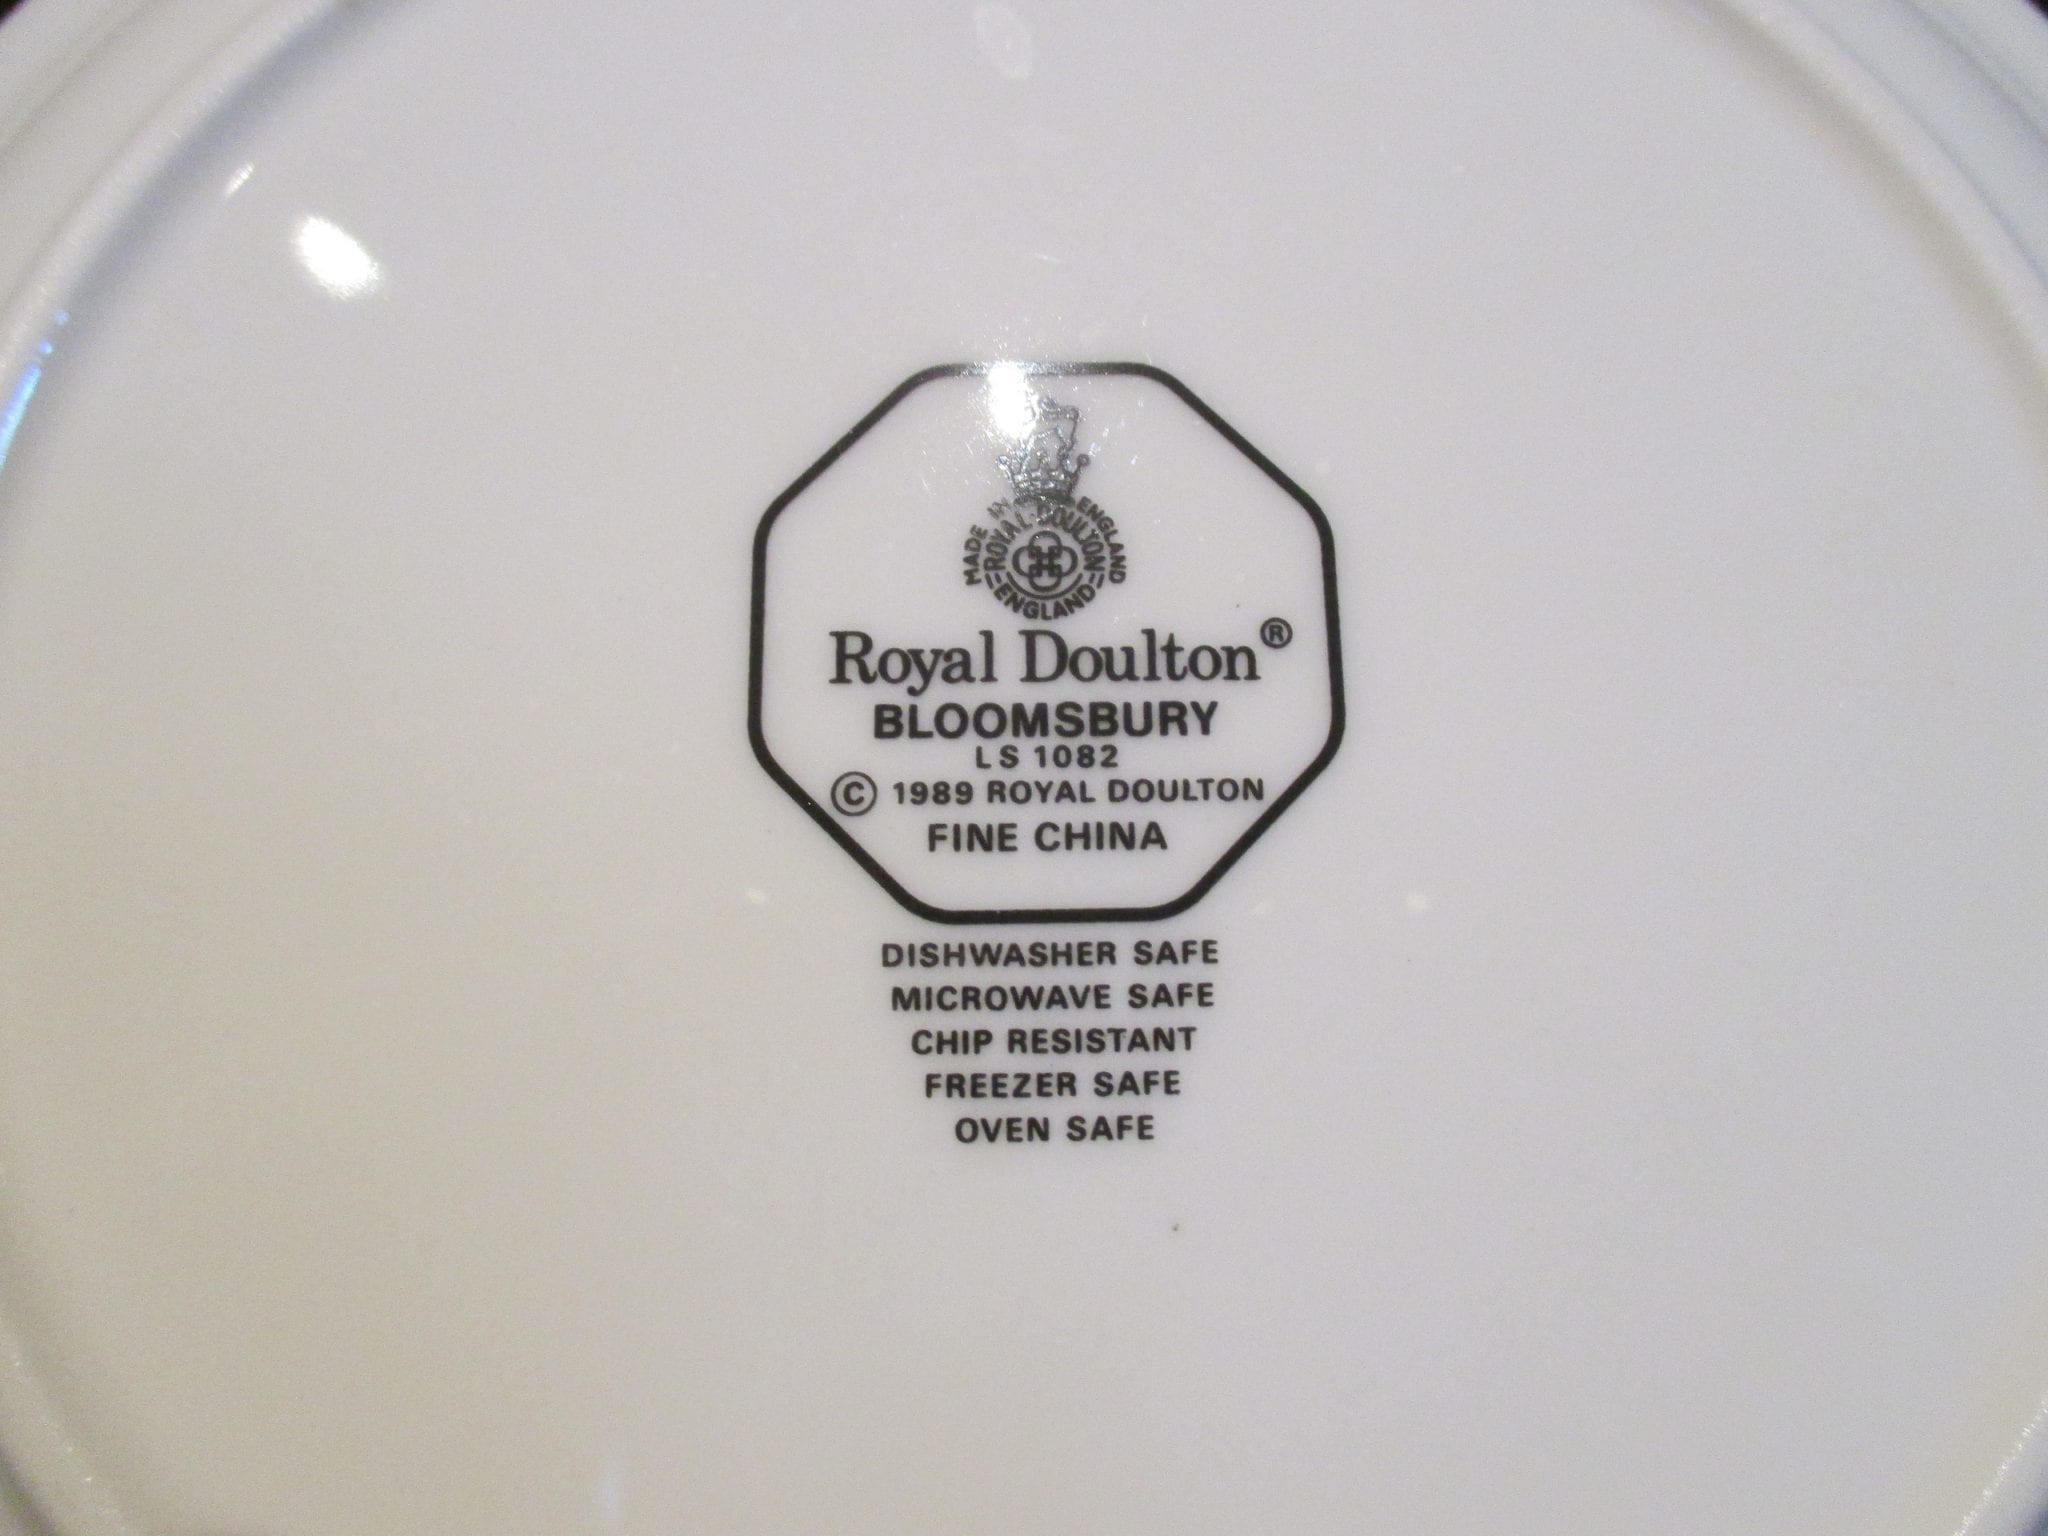 MADE IN ENGLAND
ROYAL DOULTON
ENGLAND
Royal Doulton®
BLOOMSBURY
LS 1082
© 1989 ROYAL DOULTON
FINE CHINA
DISHWASHER SAFE
MICROWAVE SAFE
CHIP RESISTANT
FREEZER SAFE
OVEN SAFE